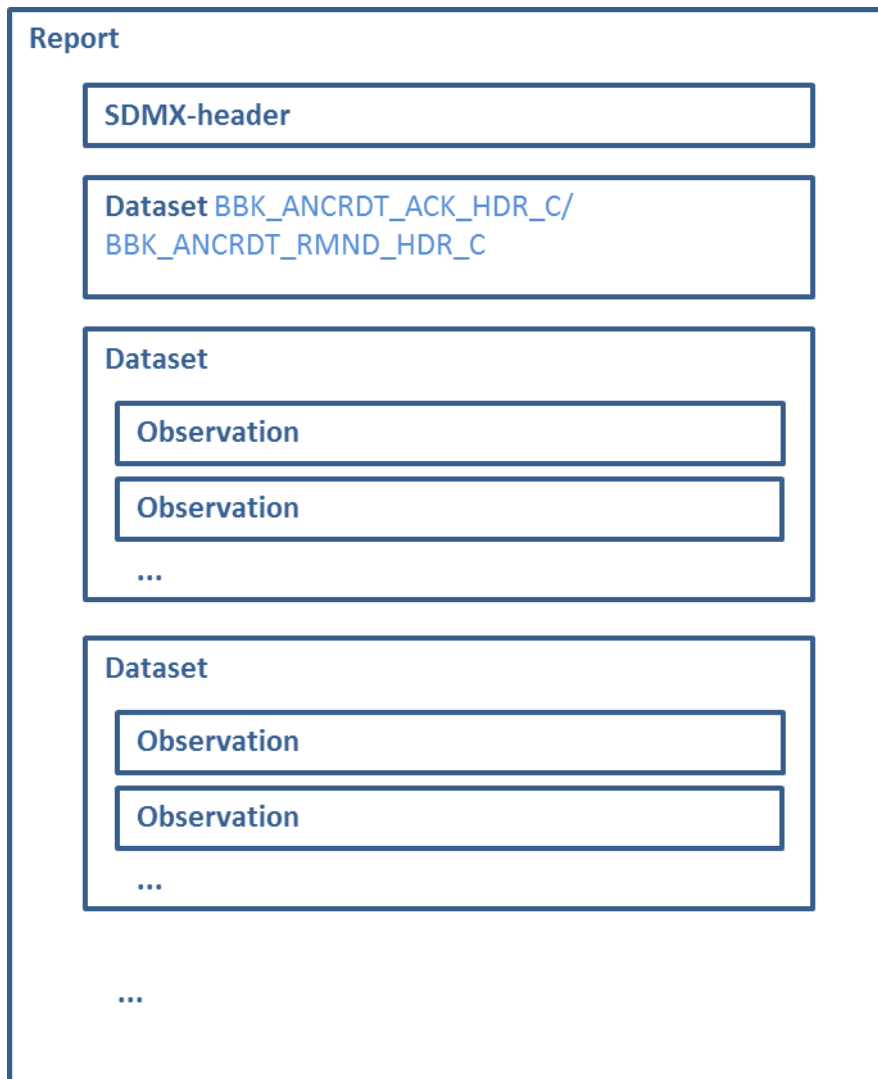 Report
SDMX-header
Dataset BBK_ANCRDT_ACK_HDR_C/
BBK_ANCRDT_RMND_HDR_C
Dataset
Observation
Observation
...
Dataset
Observation
Observation
...
...